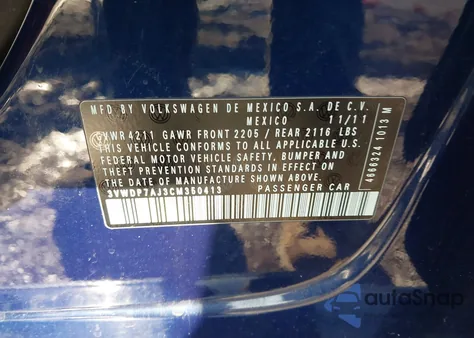 MFD BY VOLKSWAGEN DE MEXICO S.A. DE C.V.
MEXICO 11/11
GVWR 4211 GAWR FRONT 2205 / REAR 2116 LBS
THIS VEHICLE CONFORMS TO ALL APPLICABLE U.S.
FEDERAL MOTOR VEHICLE SAFETY, BUMPER AND
THEFT PREVENTION STANDARDS IN EFFECT ON
THE DATE OF MANUFACTURE SHOWN ABOVE.
3VWDP7AJ3CM350413 PASSENGER CAR
4666324 1013 M
autoSnap